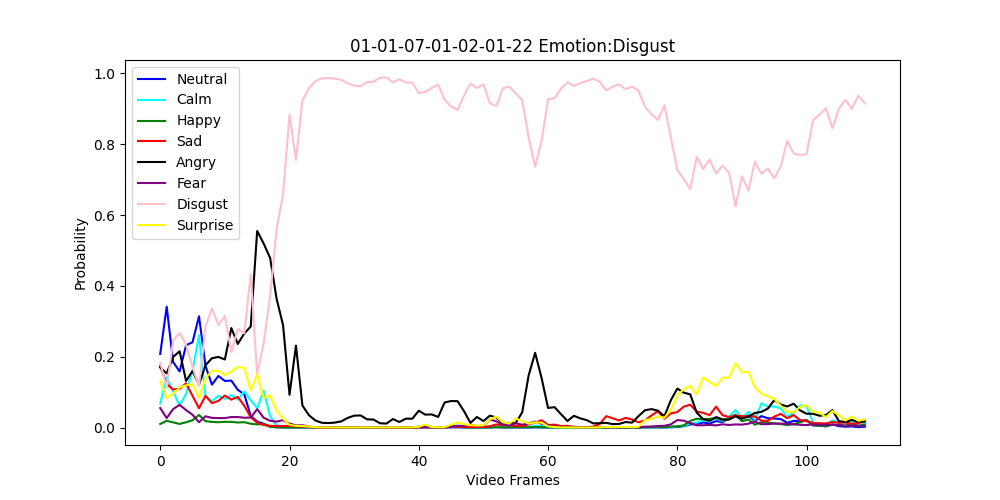 01-01-07-01-02-01-22 Emotion:Disgust
1.0
0.8
0.6
0.4
0.2
0.0
Probability
Neutral
Calm
Happy
Sad
Angry
Fear
Disgust
Surprise
0 20 40 60 80 100
Video Frames